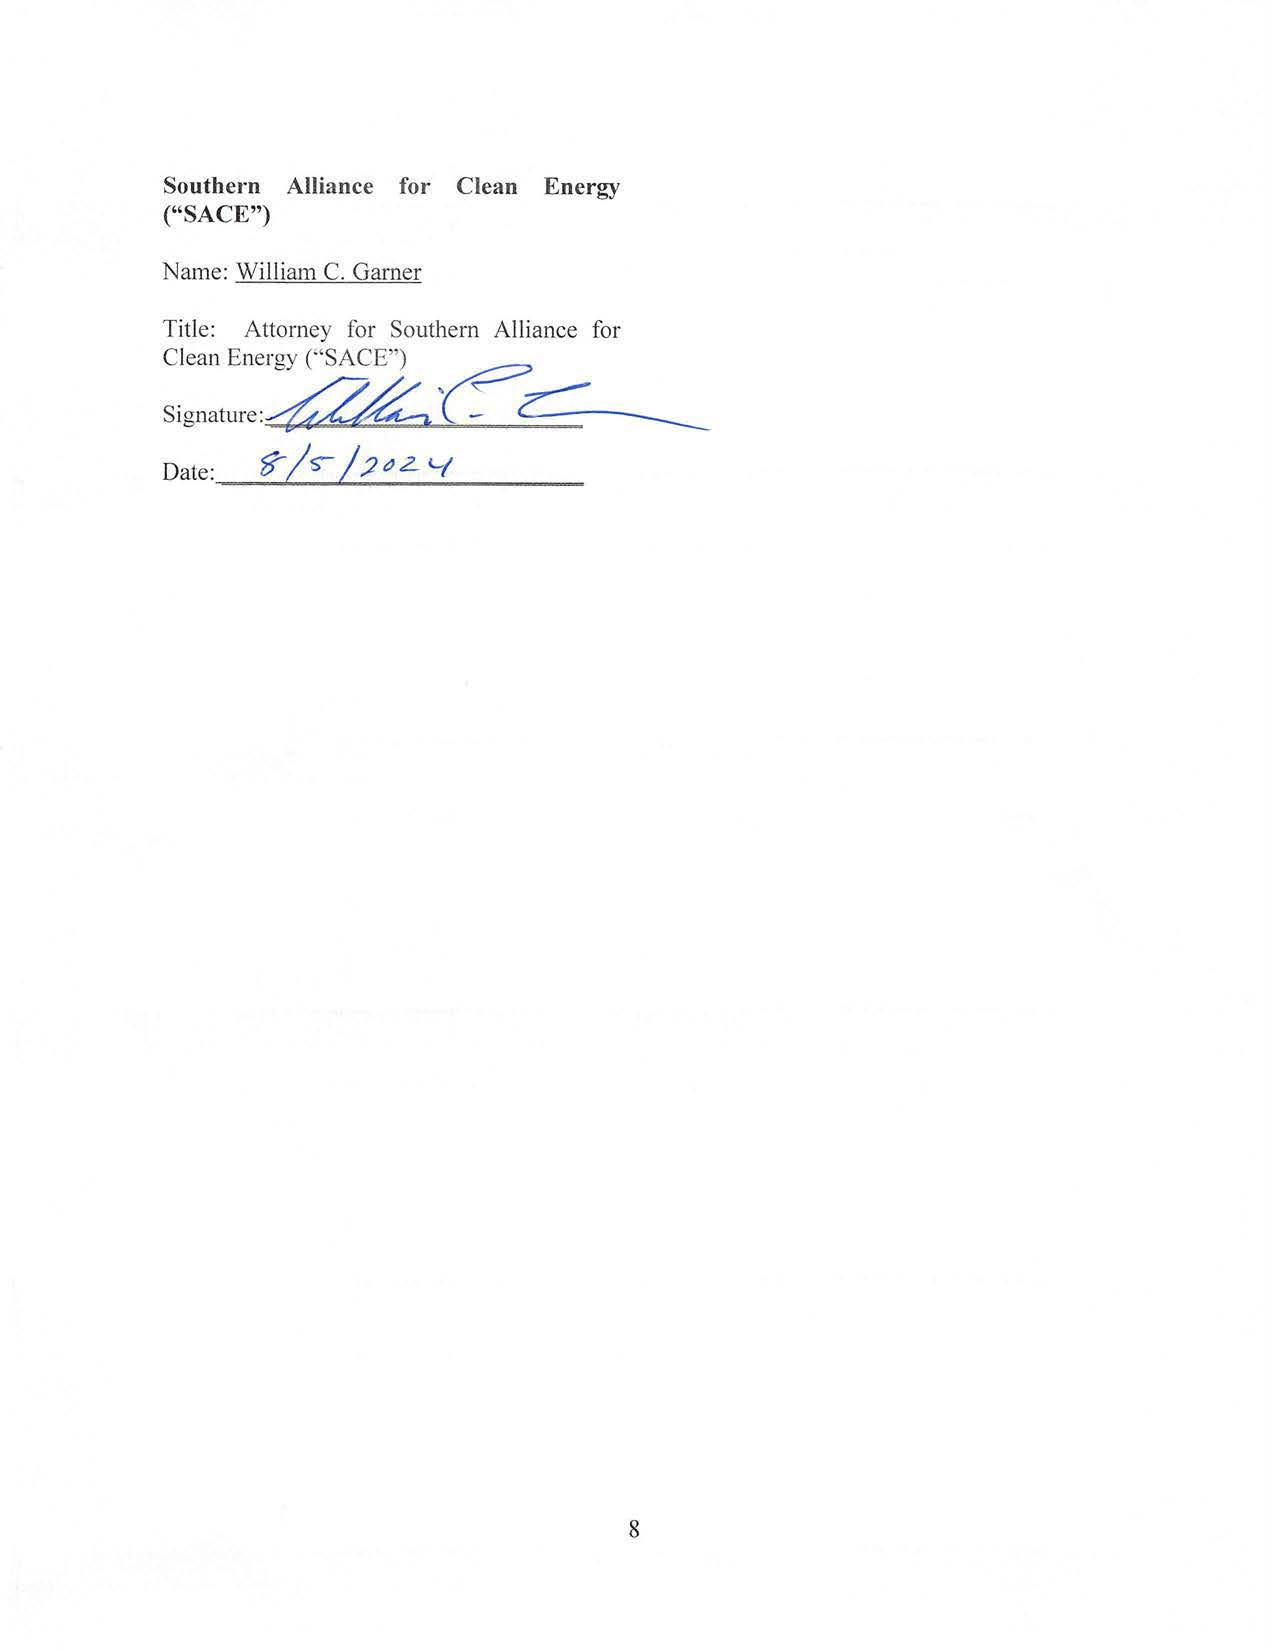 Southern Alliance for Clean Energy
(“SACE”)
Name: William C. Garner
Title: Attorney for Southern Alliance for
Clean Energy (“SACE”)
Signature: William C.
Date: 8/5/2024
8